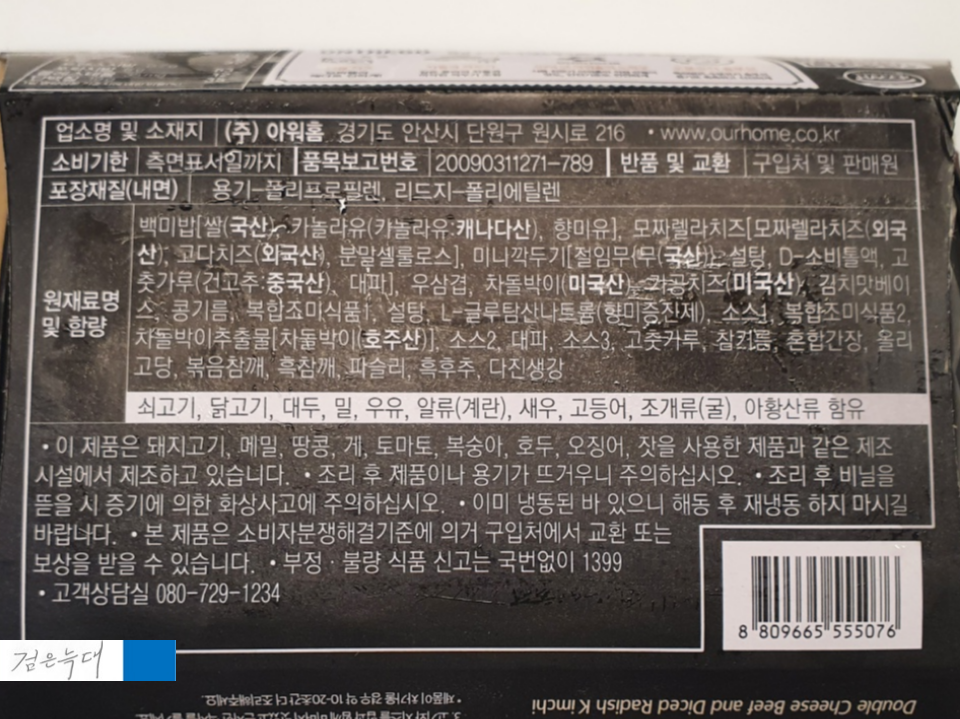 업소명 및 소재지 (주) 아워홈 경기도 안산시 단원구 원시로 216 • www.ourhome.co.kr
소비기한 측면표서일까지 품목보고번호 20090311271-789 반품 및 교환 구입처 및 판매원
포장재질(내면) 용기-폴리프로필렌, 리드지-폴리에틸렌
원재료명 및 함량
백미밥[쌀(국산), 카놀라유(카놀라유:캐나다산), 향미유], 모짜렐라치즈[모짜렐라치즈(외국
산), 고다치즈(외국산), 분말셀룰로스], 미니깍두기[절임무(무:국산), 설탕, D-소비톨액, 고
춧가루(건고추:중국산), 대파], 우삼겹, 차돌박이(미국산), 가공치즈(미국산), 김치맛베이
스, 콩기름, 복합조미식품1, 설탕, L-글루탐산나트륨(향미증진제), 소스1, 복합조미식품2,
차돌박이추출물[차돌박이(호주산)], 소스2, 대파, 소스3, 고춧가루, 참기름, 혼합간장, 올리
고당, 볶음참깨, 흑참깨, 파슬리, 흑후추, 다진생강
쇠고기, 닭고기, 대두, 밀, 우유, 알류(계란), 새우, 고등어, 조개류(굴), 아황산류 함유
• 이 제품은 돼지고기, 메밀, 땅콩, 게, 토마토, 복숭아, 호두, 오징어, 잣을 사용한 제품과 같은 제조
시설에서 제조하고 있습니다. • 조리 후 제품이나 용기가 뜨거우니 주의하십시오. • 조리 후 비닐을
뜯을 시 증기에 의한 화상사고에 주의하십시오. • 이미 냉동된 바 있으니 해동 후 재냉동 하지 마시길
바랍니다. • 본 제품은 소비자분쟁해결기준에 의거 구입처에서 교환 또는
보상을 받을 수 있습니다. • 부정 · 불량 식품 신고는 국번없이 1399
• 고객상담실 080-729-1234
8 809665 555076
검은늑대
Double Cheese Beef and Diced Radish Kimchi